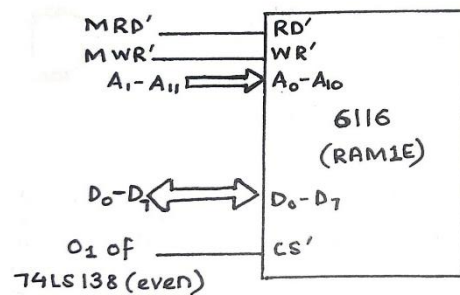 MRD' RD'
MWR' WR'
A1-A11 A0-A10
6116
(RAM1E)
D0-D7 D0-D7
O1 of CS'
74LS138 (even)